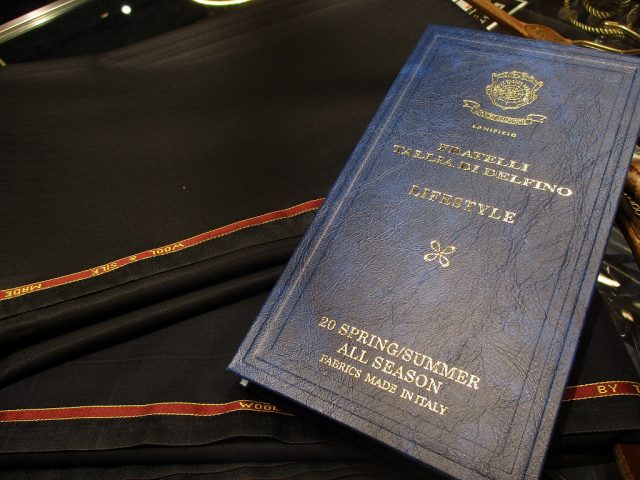 LANIFICIO
FRATELLI
TALLIA DI DELFINO
LIFESTYLE
20 SPRING/SUMMER
ALL SEASON
FABRICS MADE IN ITALY
MADE WOOL & SILK
WOOL
BY